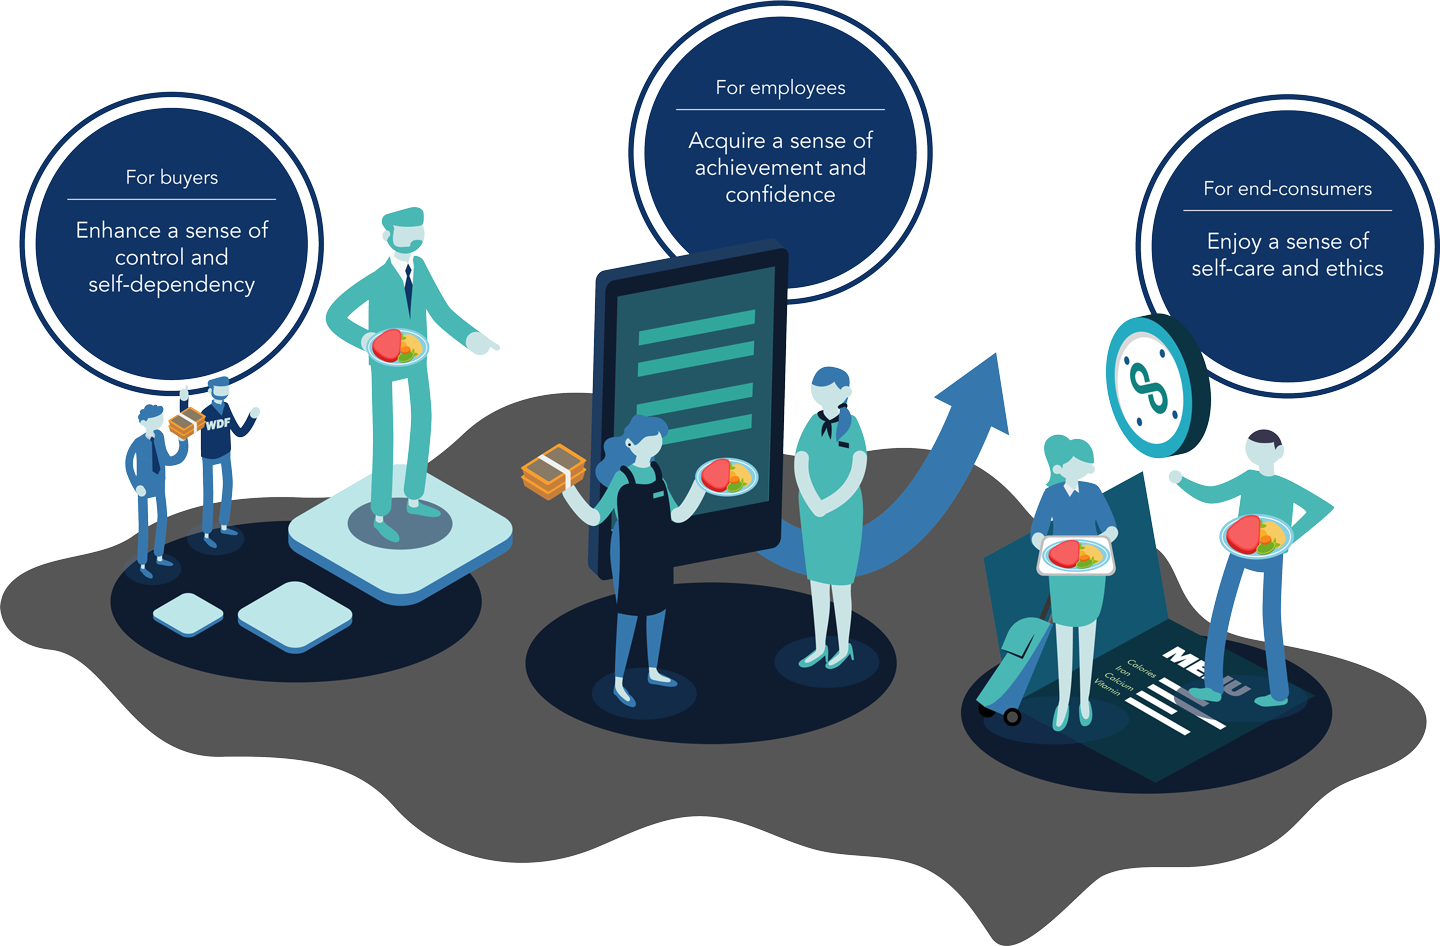 For buyers
Enhance a sense of
control and
self-dependency
For employees
Acquire a sense of
achievement and
confidence
For end-consumers
Enjoy a sense of
self-care and ethics
WDF
$
MENU
Calories
Iron
Calcium
Vitamin